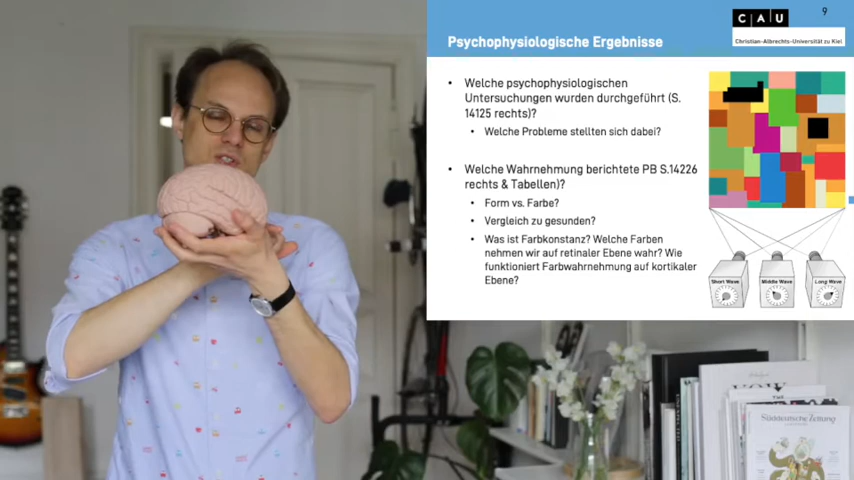 9
C A U
Christian-Albrechts-Universität zu Kiel
Psychophysiologische Ergebnisse
• Welche psychophysiologischen
Untersuchungen wurden durchgeführt (S.
14125 rechts)?
• Welche Probleme stellten sich dabei?
• Welche Wahrnehmung berichtete PB S.14226
rechts & Tabellen)?
• Form vs. Farbe?
• Vergleich zu gesunden?
• Was ist Farbkonstanz? Welche Farben
nehmen wir auf retinaler Ebene wahr? Wie
funktioniert Farbwahrnehmung auf kortikaler
Ebene?
Short Wave
Middle Wave
Long Wave
Süddeutsche Zeitung